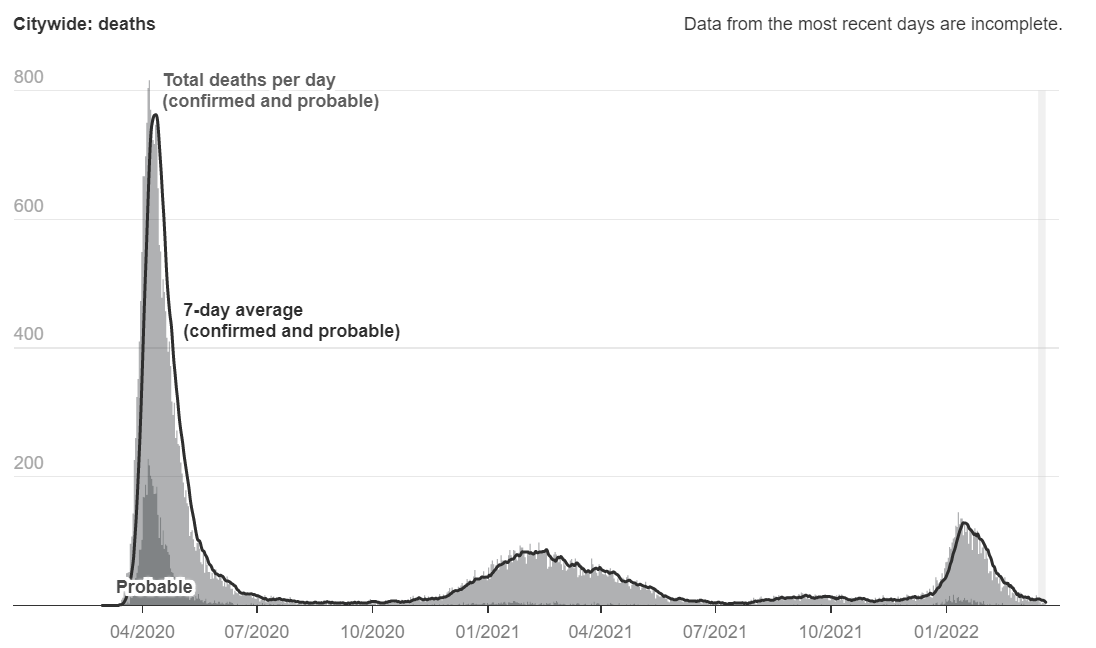 Citywide: deaths
Data from the most recent days are incomplete.
800
Total deaths per day
(confirmed and probable)
600
7-day average
(confirmed and probable)
400
200
Probable
04/2020
07/2020
10/2020
01/2021
04/2021
07/2021
10/2021
01/2022